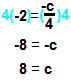 4(-2) = (-c/4)4
-8 = -c
8 = c